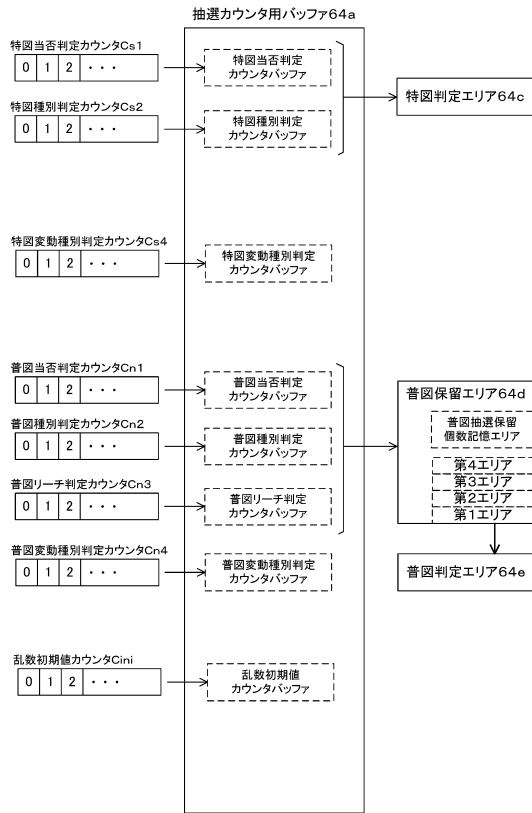 抽選カウンタ用バッファ64a
特図当否判定カウンタCs1
0 1 2 ・・・
特図当否判定
カウンタバッファ
特図判定エリア64c
特図種別判定カウンタCs2
0 1 2 ・・・
特図種別判定
カウンタバッファ
特図変動種別判定カウンタCs4
0 1 2 ・・・
特図変動種別判定
カウンタバッファ
普図当否判定カウンタCn1
0 1 2 ・・・
普図当否判定
カウンタバッファ
普図種別判定カウンタCn2
0 1 2 ・・・
普図種別判定
カウンタバッファ
普図リーチ判定カウンタCn3
0 1 2 ・・・
普図リーチ判定
カウンタバッファ
普図保留エリア64d
普図抽選保留
個数記憶エリア
第4エリア
第3エリア
第2エリア
第1エリア
普図変動種別判定カウンタCn4
0 1 2 ・・・
普図変動種別判定
カウンタバッファ
普図判定エリア64e
乱数初期値カウンタCini
0 1 2 ・・・
乱数初期値
カウンタバッファ